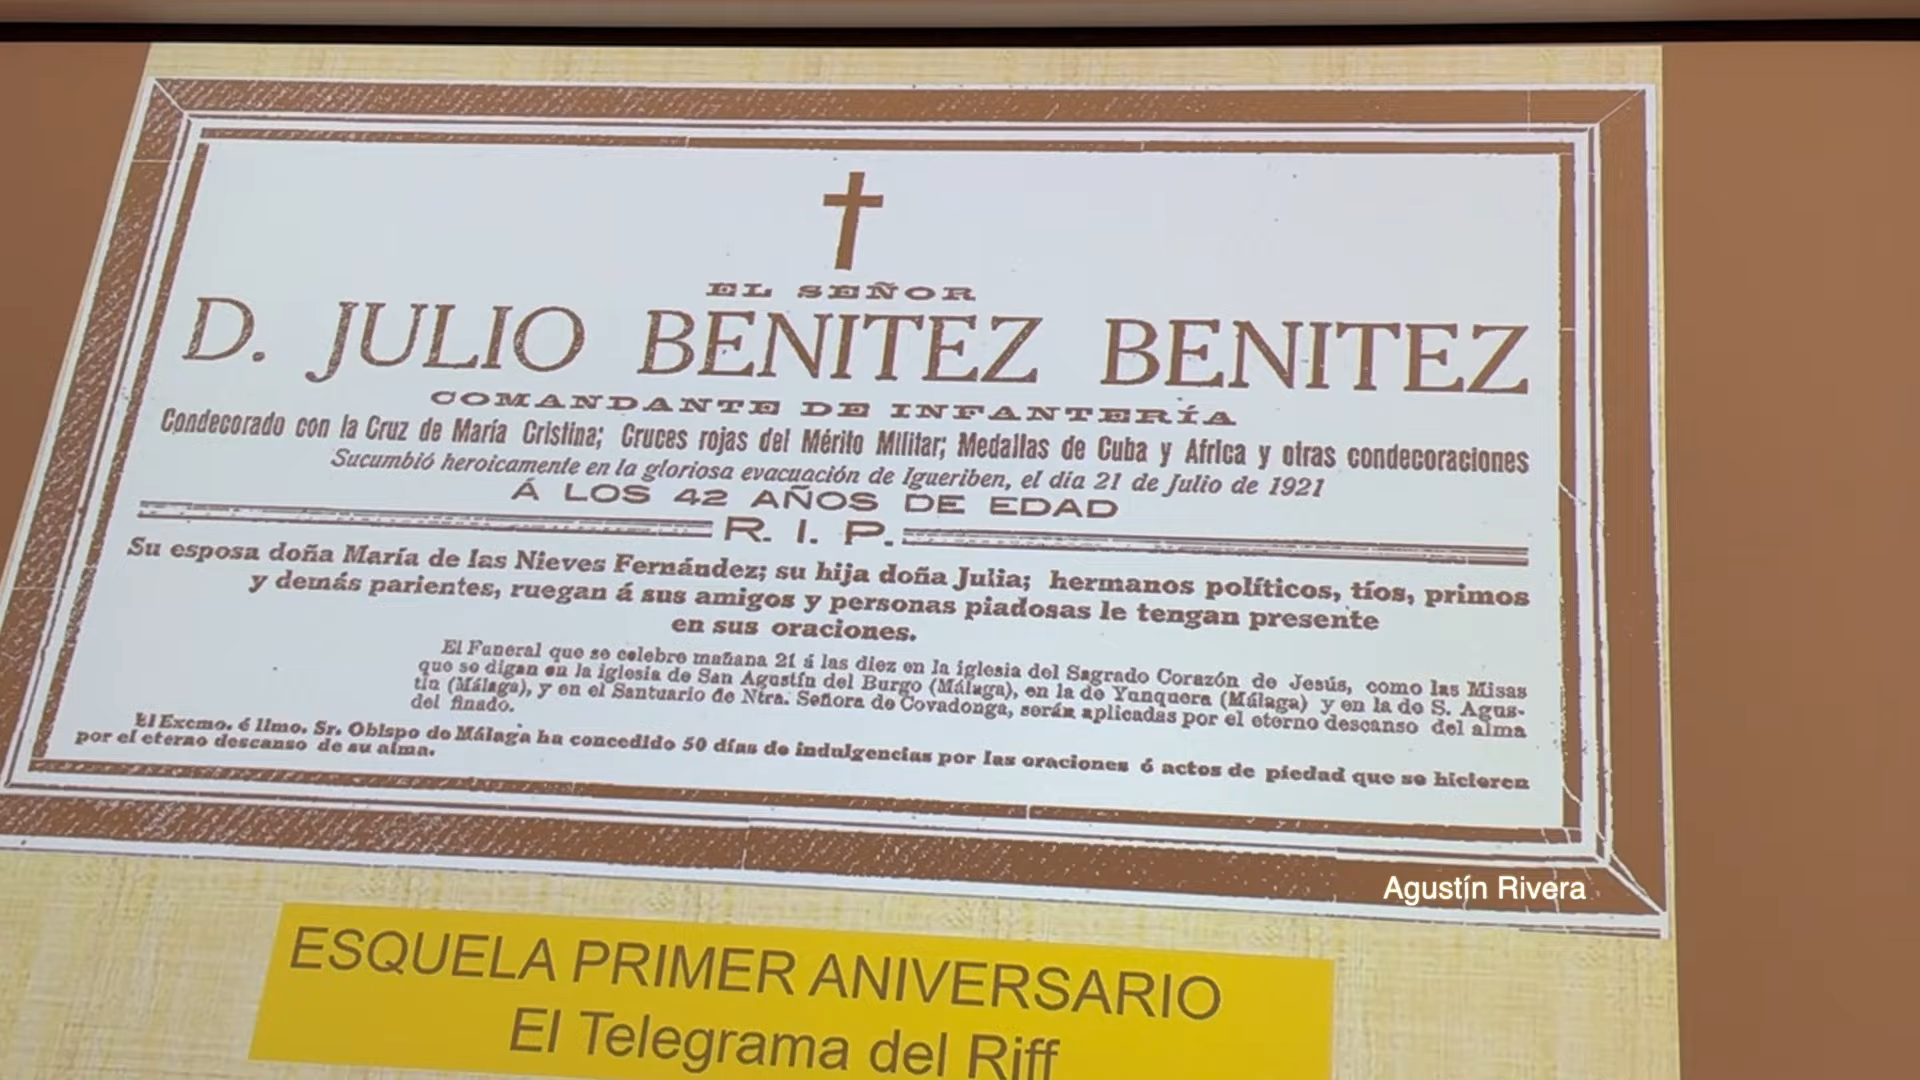 EL SEÑOR
D. JULIO BENITEZ BENITEZ
COMANDANTE DE INFANTERÍA
Condecorado con la Cruz de María Cristina; Cruces rojas del Mérito Militar; Medallas de Cuba y Africa y otras condecoraciones
Sucumbió heroicamente en la gloriosa evacuación de Igueriben, el día 21 de Julio de 1921
Á LOS 42 AÑOS DE EDAD
R. I. P.
Su esposa doña María de las Nieves Fernández; su hija doña Julia; hermanos políticos, tíos, primos
y demás parientes, ruegan á sus amigos y personas piadosas le tengan presente
en sus oraciones.
El Funeral que se celebre mañana 21 á las diez en la iglesia del Sagrado Corazón de Jesús, como las Misas
que se digan en la iglesia de San Agustín del Burgo (Málaga), en la de Yunquera (Málaga) y en la de S. Agus-
tín (Málaga), y en el Santuario de Ntra. Señora de Covadonga, serán aplicadas por el eterno descanso del alma
del finado.
El Excmo. é Iimo. Sr. Obispo de Málaga ha concedido 50 días de indulgencias por las oraciones ó actos de piedad que se hicieren
por el eterno descanso de su alma.
Agustín Rivera
ESQUELA PRIMER ANIVERSARIO
El Telegrama del Riff